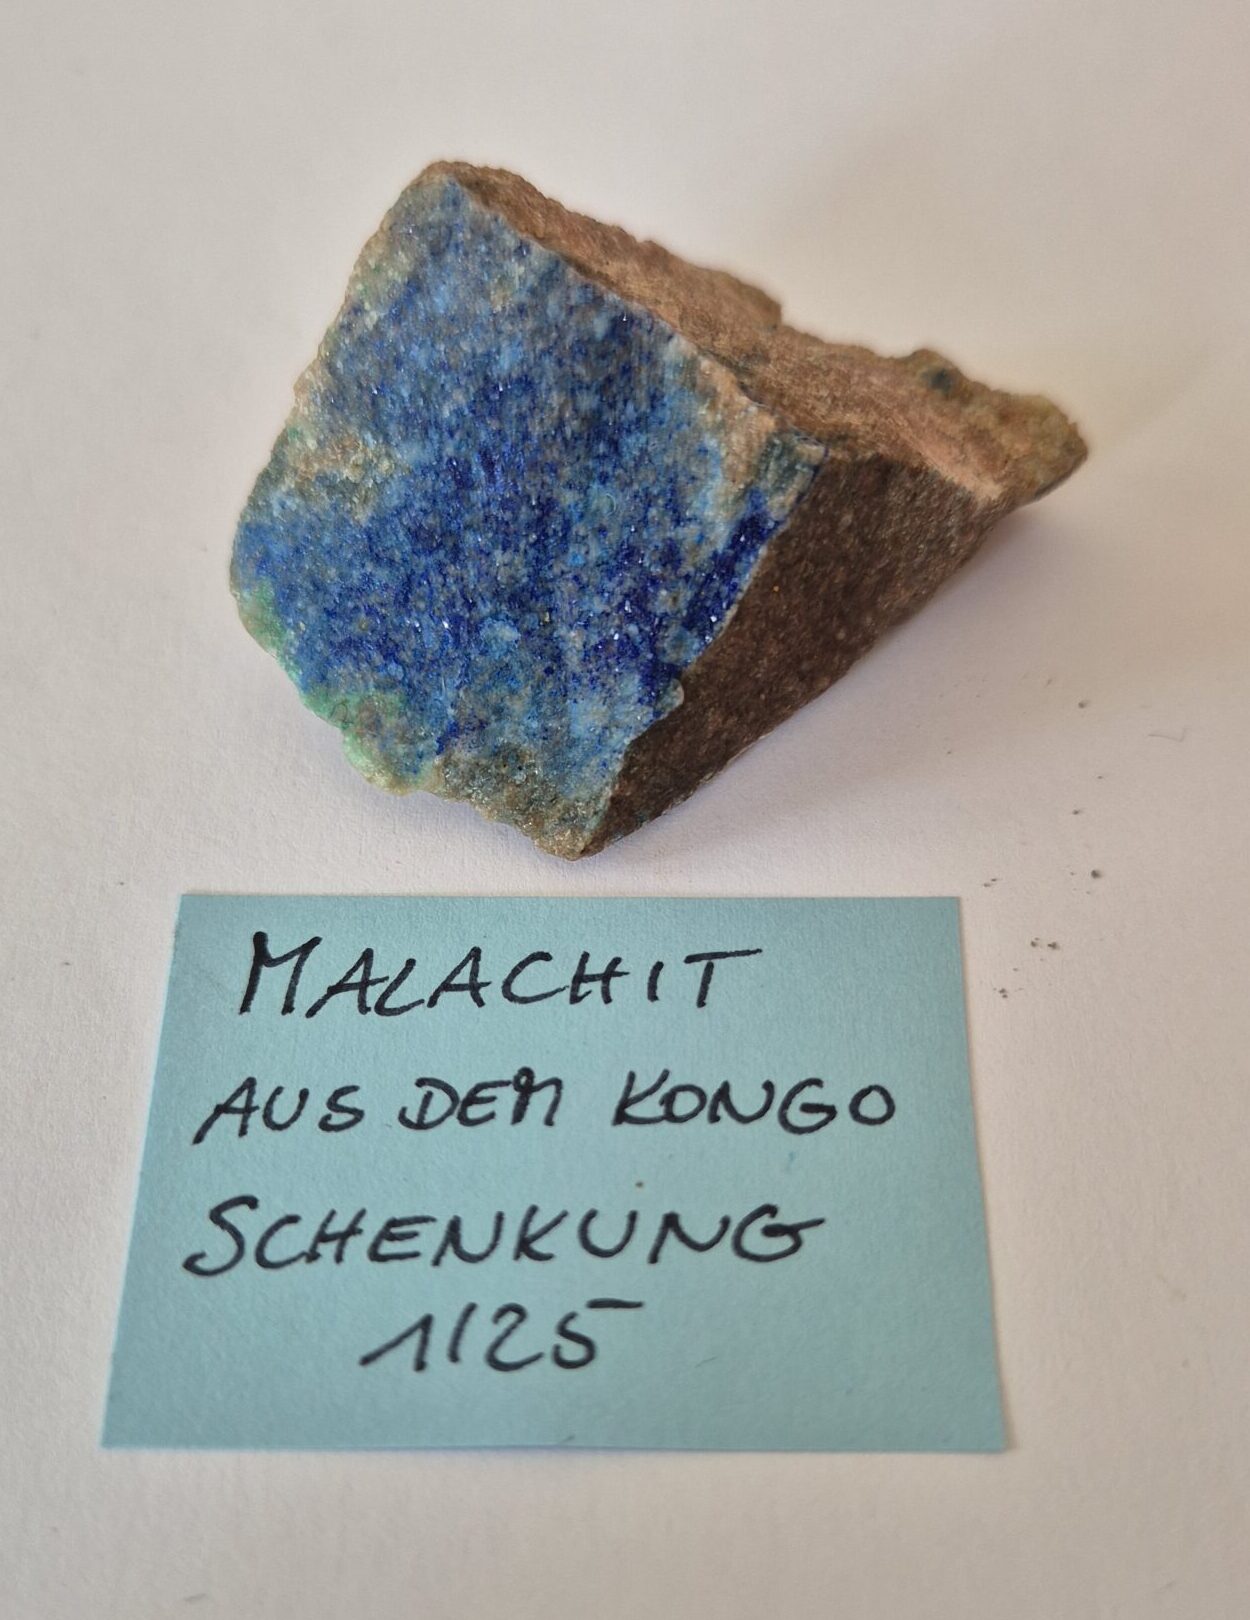 MALACHIT
AUS DEM KONGO
SCHENKUNG
1/25